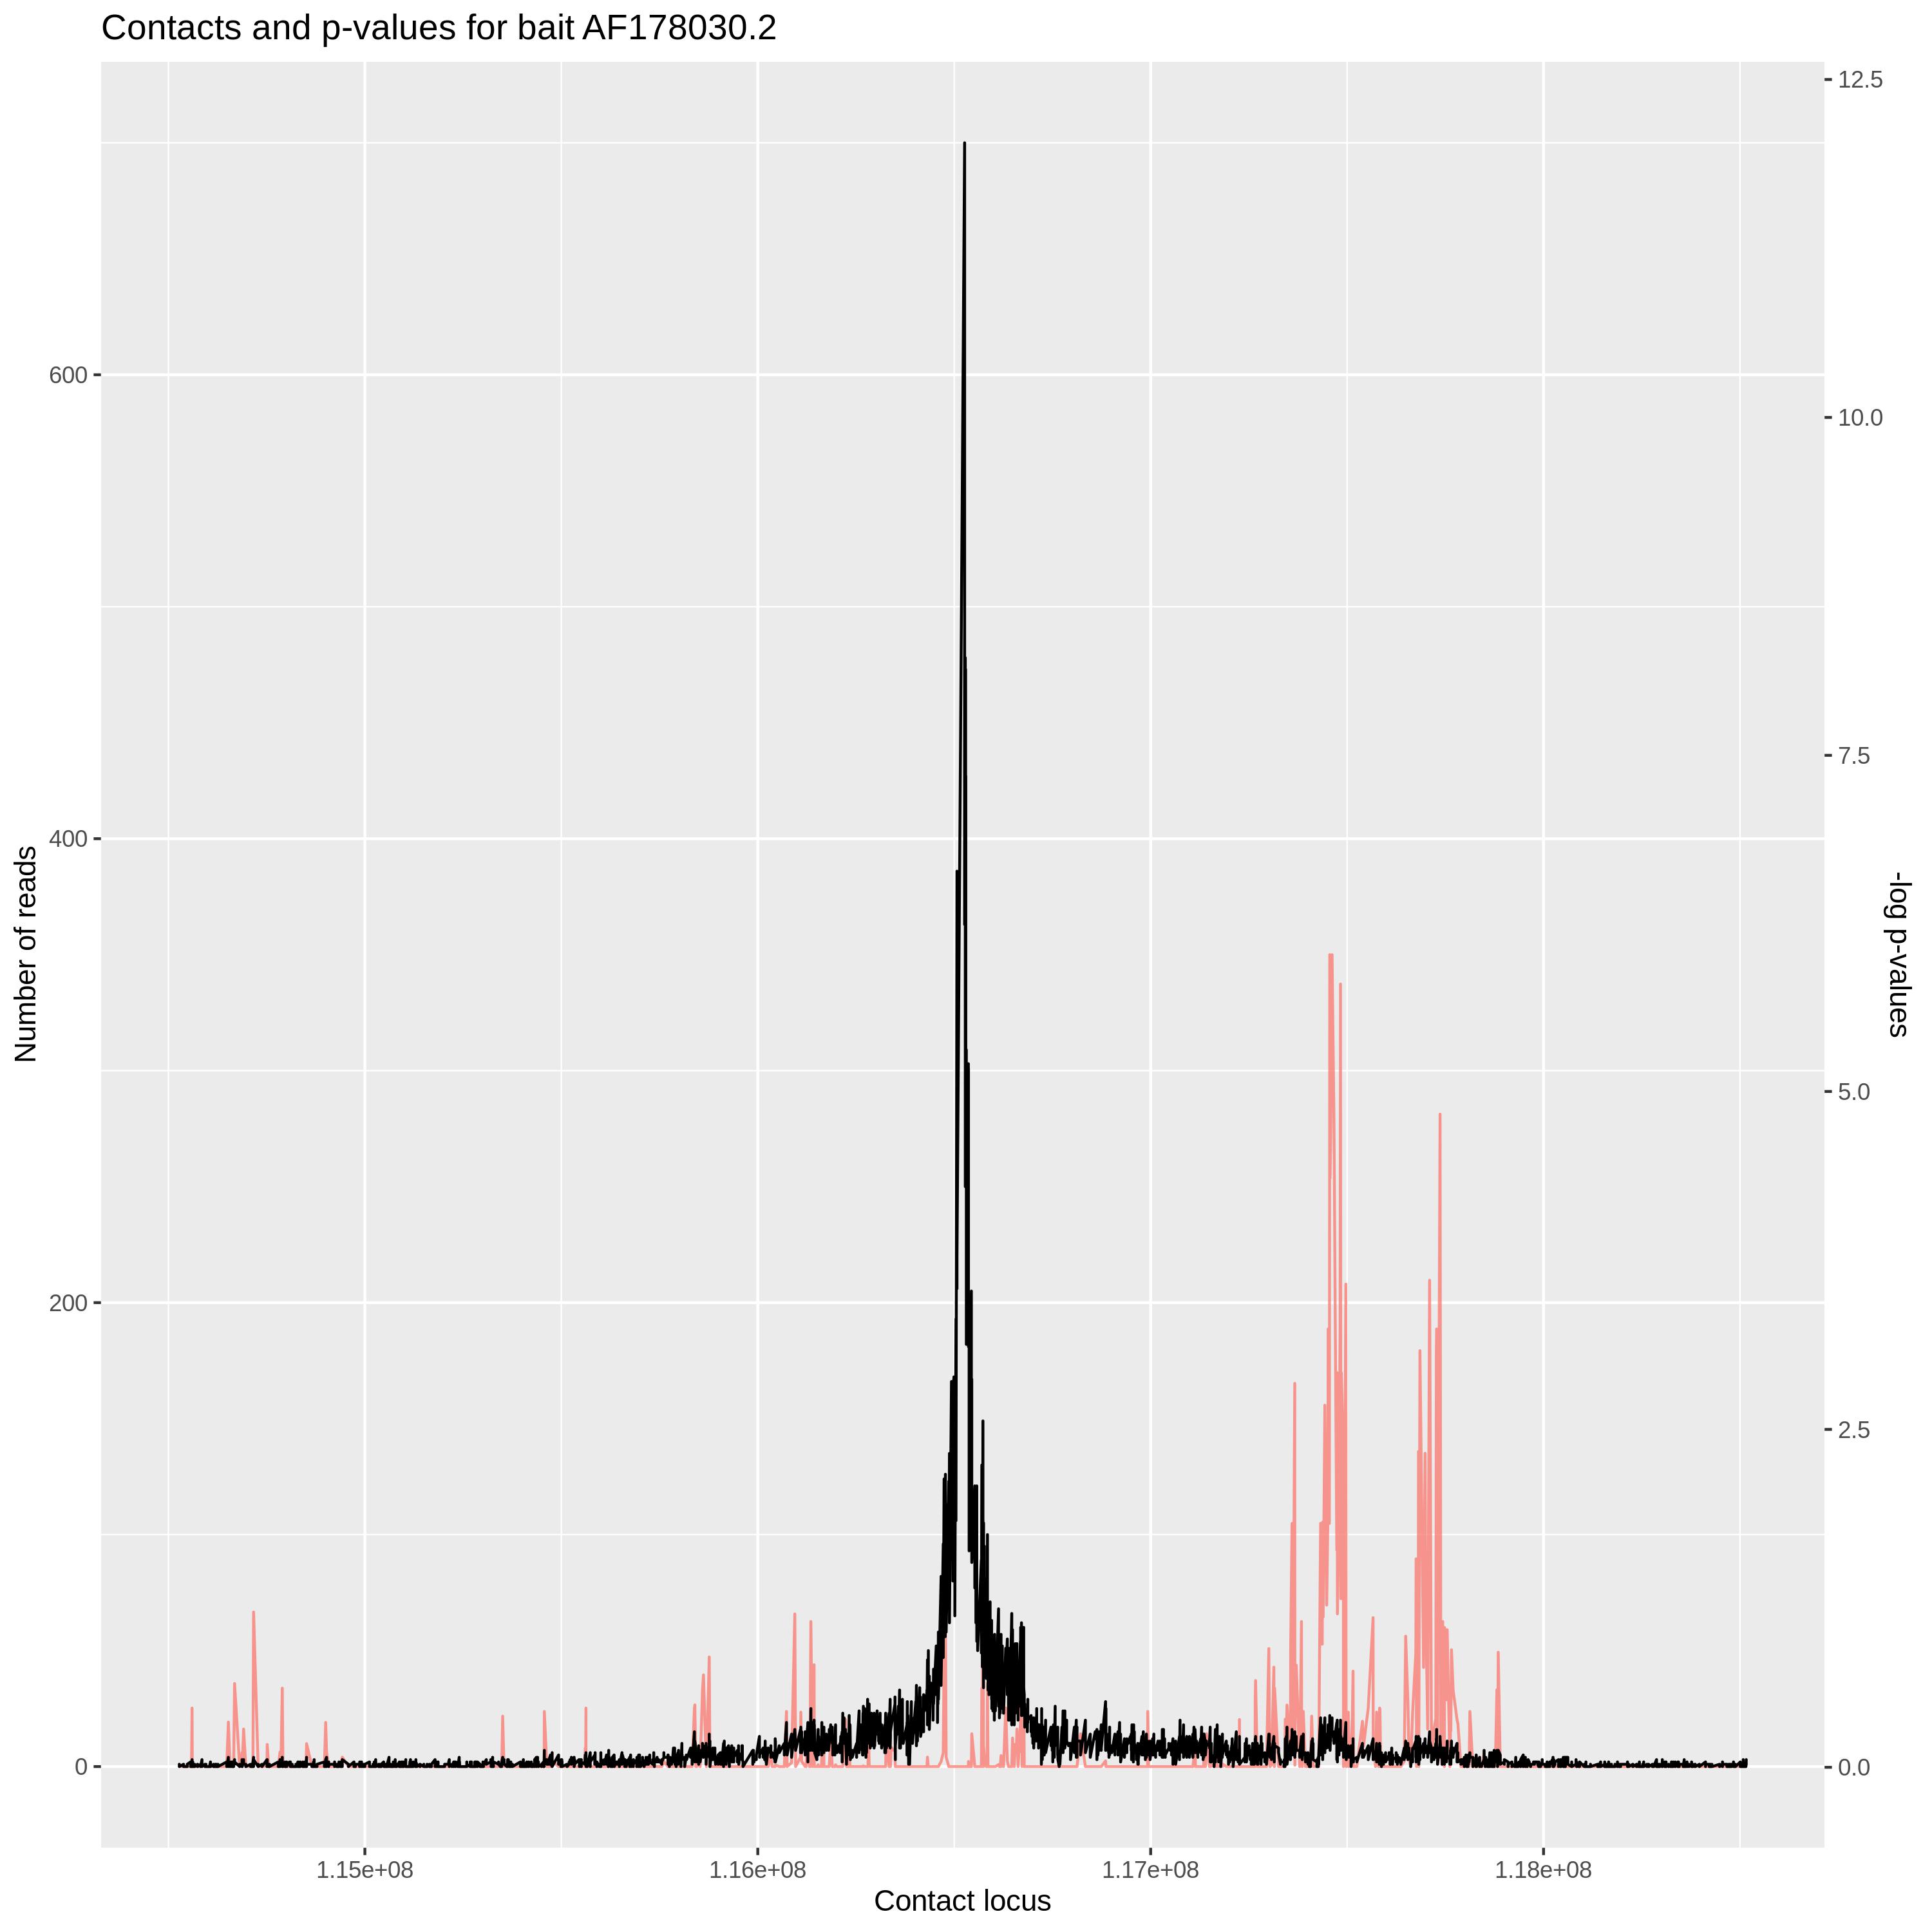 Contacts and p-values for bait AF178030.2
12.5
600
10.0
7.5
400
Number of reads
-log p-values
5.0
200
2.5
0
0.0
1.15e+08
1.16e+08
1.17e+08
1.18e+08
Contact locus